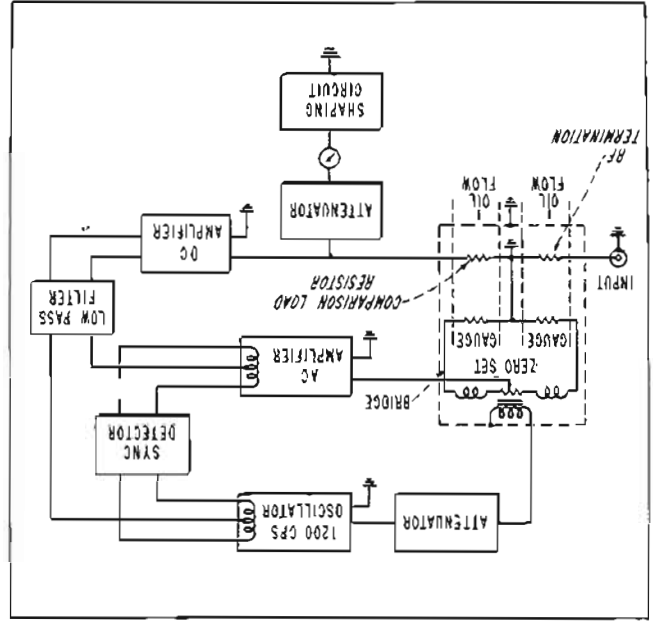 ATTENUATOR
1200 CPS
OSCILLATOR
SYNC
DETECTOR
BRIDGE
ZERO SET
GAUGE
GAUGE
AC
AMPLIFIER
LOW PASS
FILTER
INPUT
COMPARISON LOAD
RESISTOR
DC
AMPLIFIER
OIL
FLOW
OIL
FLOW
RF
TERMINATION
ATTENUATOR
SHAPING
CIRCUIT